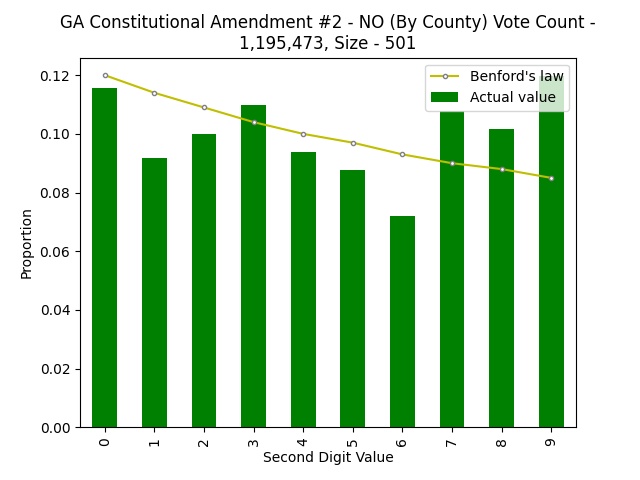 GA Constitutional Amendment #2 - NO (By County) Vote Count -
1,195,473, Size - 501
Benford's law
Actual value
0.12
0.10
0.08
0.06
0.04
0.02
0.00
Proportion
0 1 2 3 4 5 6 7 8 9
Second Digit Value